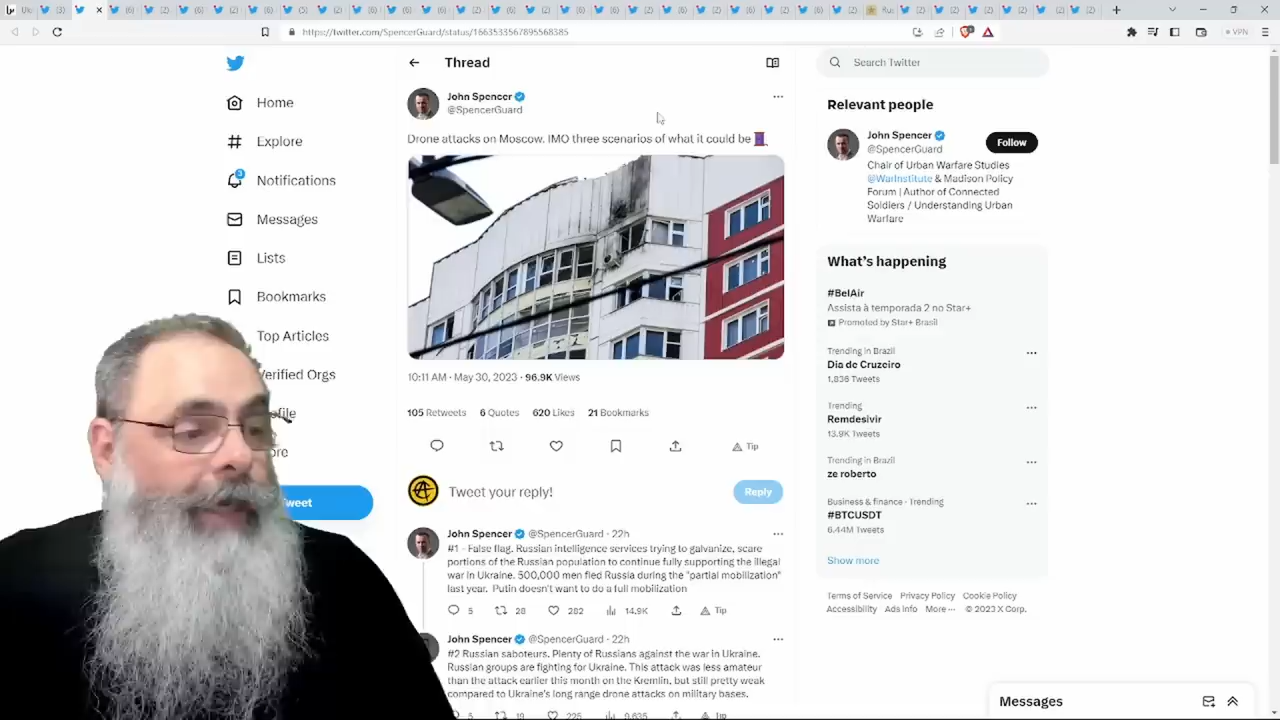 https://twitter.com/SpencerGuard/status/1663533567895568385
VPN
Home
Explore
Notifications
Messages
Lists
Bookmarks
Top Articles
Verified Orgs
Thread
John Spencer
@SpencerGuard
Drone attacks on Moscow. IMO three scenarios of what it could be
10:11 AM · May 30, 2023 · 96.9K Views
105 Retweets 6 Quotes 620 Likes 21 Bookmarks
Tip
Tweet your reply!
Reply
John Spencer @SpencerGuard · 22h
#1 - False flag. Russian intelligence services trying to galvanize, scare
portions of the Russian population to continue fully supporting the illegal
war in Ukraine. 500,000 men fled Russia during the "partial mobilization"
last year. Putin doesn't want to do a full mobilization
5 28 282 14.9K Tip
John Spencer @SpencerGuard · 22h
#2 Russian saboteurs. Plenty of Russians against the war in Ukraine.
Russian groups are fighting for Ukraine. This attack was less amateur
than the attack earlier this month on the Kremlin, but still pretty weak
compared to Ukraine's long range drone attacks on military bases.
5 19 225 9,635 Tip
Search Twitter
Relevant people
John Spencer
@SpencerGuard
Follow
Chair of Urban Warfare Studies
@WarInstitute & Madison Policy
Forum | Author of Connected
Soldiers / Understanding Urban
Warfare
What's happening
#BelAir
Assista à temporada 2 no Star+
Promoted by Star+ Brasil
Trending in Brazil
Dia de Cruzeiro
1,836 Tweets
Trending
Remdesivir
13.9K Tweets
Trending in Brazil
ze roberto
Business & finance · Trending
#BTCUSDT
6.44M Tweets
Show more
Terms of Service Privacy Policy Cookie Policy
Accessibility Ads info More ··· © 2023 X Corp.
Messages